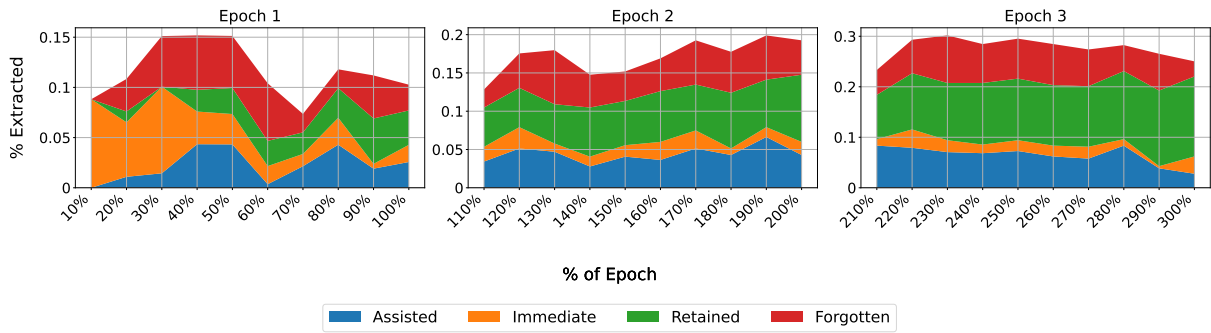 Epoch 1
Epoch 2
Epoch 3
% Extracted
0.15
0.1
0.05
0
0.2
0.15
0.1
0.05
0
0.3
0.2
0.1
0
10% 20% 30% 40% 50% 60% 70% 80% 90% 100%
110% 120% 130% 140% 150% 160% 170% 180% 190% 200%
210% 220% 230% 240% 250% 260% 270% 280% 290% 300%
% of Epoch
Assisted Immediate Retained Forgotten